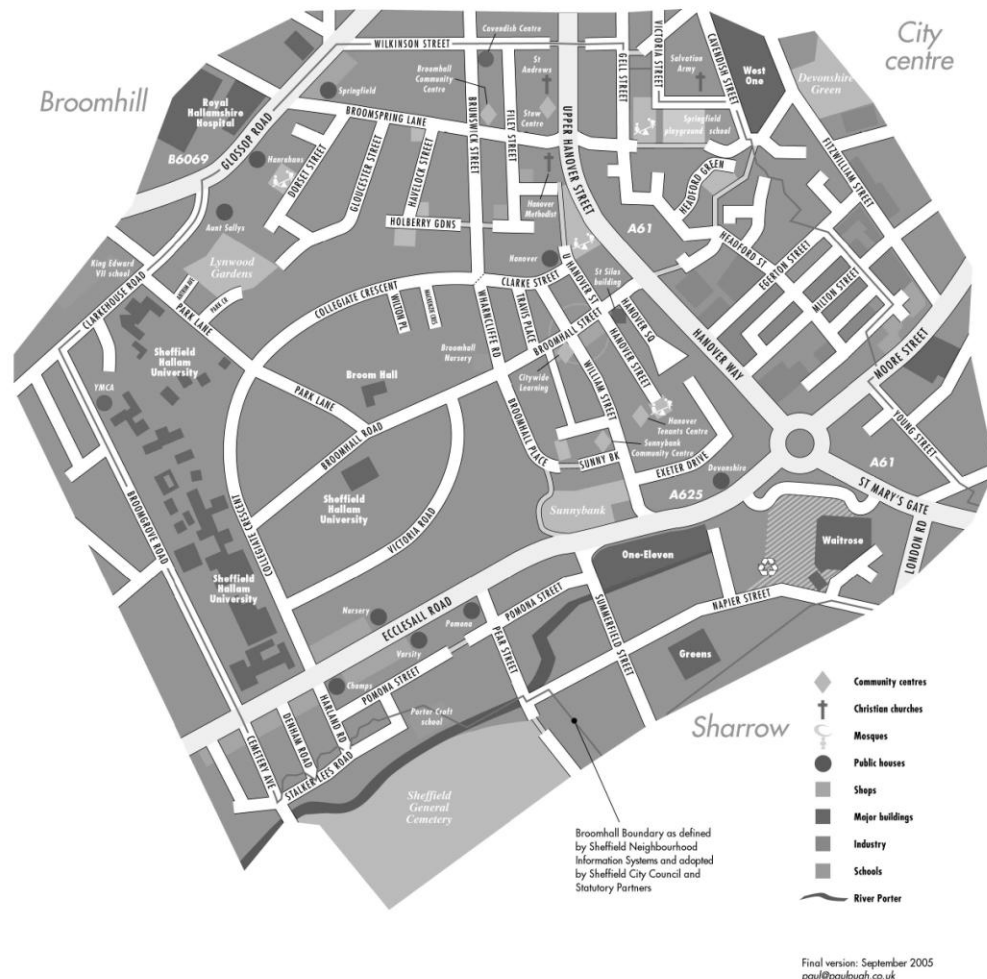 City
centre
Broomhill
Sharrow
Cavendish Centre
WILKINSON STREET
Broomhall
Community
Centre
St
Andrews
Stow
Centre
GELL STREET
VICTORIA STREET
Salvation
Army
CAVENDISH STREET
West
One
Devonshire
Green
Royal
Hallamshire
Hospital
Springfield
BROOMSPRING LANE
B6069
GLOSSOP ROAD
Hanrahans
DORSET STREET
GLOUCESTER STREET
HAVELOCK STREET
BRUNSWICK STREET
FILEY STREET
UPPER HANOVER STREET
Springfield
playground
school
FITZWILLIAM STREET
HEADFORD GREEN
Hanover
Methodist
Aunt Sallys
HOLBERRY GDNS
A61
HEADFORD ST
Lynwood
Gardens
King Edward
VII school
CLARKEHOUSE ROAD
PARK LANE
PARK CR
Hanover
U HANOVER ST
St Silas
building
EGERTON STREET
MILTON STREET
COLLEGIATE CRESCENT
WILTON PL
CLARKE STREET
TRAVIS PLACE
WHARNCLIFFE RD
BROOMHALL STREET
HANOVER SQ
HANOVER STREET
HANOVER WAY
MOORE STREET
Sheffield
Hallam
University
YMCA
Broomhall
Nursery
Broom Hall
Citywide
Learning
WILLIAM STREET
PARK LANE
BROOMHALL ROAD
BROOMHALL PLACE
Hanover
Tenants Centre
Sunnybank
Community Centre
SUNNY BK
EXETER DRIVE
Devonshire
YOUNG STREET
A61
ST MARY'S GATE
LONDON RD
BROOMGROVE ROAD
Sheffield
Hallam
University
VICTORIA ROAD
Sunnybank
A625
Waitrose
COLLEGIATE CRESCENT
Sheffield
Hallam
University
One-Eleven
NAPIER STREET
Nursery
ECCLESALL ROAD
Pomona
POMONA STREET
Varsity
PEAR STREET
SUMMERFIELD STREET
Greens
Champs
POMONA STREET
HARLAND RD
DENHAM ROAD
CEMETERY AVE
Porter Croft
school
STALKER LEES ROAD
Sheffield
General
Cemetery
Community centres
Christian churches
Mosques
Public houses
Shops
Major buildings
Industry
Schools
River Porter
Broomhall Boundary as defined
by Sheffield Neighbourhood
Information Systems and adopted
by Sheffield City Council and
Statutory Partners
Final version: September 2005
paul@paulpugh.co.uk